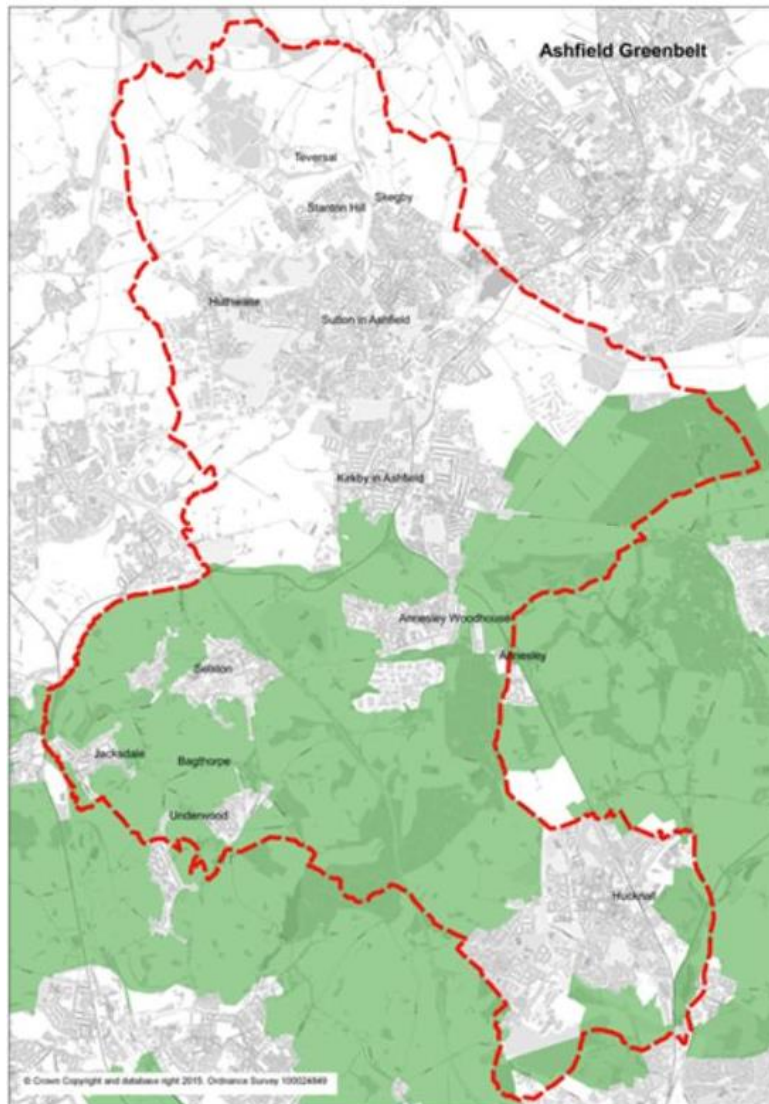 Ashfield Greenbelt
Teversal
Skegby
Stanton Hill
Huthwaite
Sutton in Ashfield
Kirkby in Ashfield
Annesley Woodhouse
Annesley
Selston
Jacksdale
Bagthorpe
Underwood
Hucknall
© Crown Copyright and database right 2015. Ordnance Survey 100024849